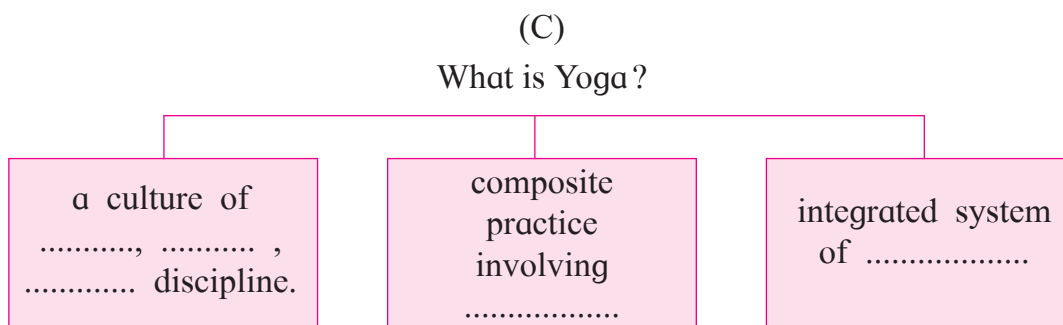 (C)
What is Yoga?
a culture of
..........., ........... ,
............. discipline.
composite
practice
involving
..................
integrated system
of ...................